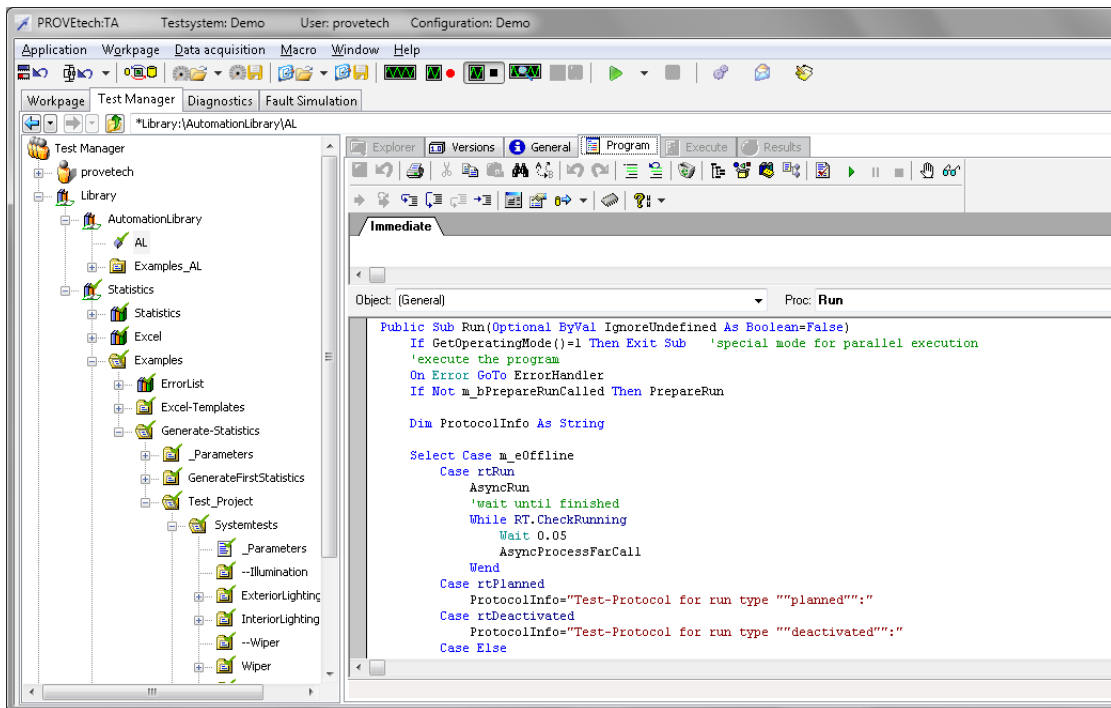 PROVEtech:TA Testsystem: Demo User: provetech Configuration: Demo
Application Workpage Data acquisition Macro Window Help
Workpage Test Manager Diagnostics Fault Simulation
*Library:\AutomationLibrary\AL
Test Manager
provetech
Library
AutomationLibrary
AL
Examples_AL
Statistics
Statistics
Excel
Examples
ErrorList
Excel-Templates
Generate-Statistics
_Parameters
GenerateFirstStatistics
Test_Project
Systemtests
_Parameters
--Illumination
ExteriorLighting
InteriorLighting
--Wiper
Wiper
Explorer Versions General Program Execute Results
Immediate
Object: (General) Proc: Run
Public Sub Run(Optional ByVal IgnoreUndefined As Boolean=False)
If GetOperatingMode()=1 Then Exit Sub 'special mode for parallel execution
'execute the program
On Error GoTo ErrorHandler
If Not m_bPrepareRunCalled Then PrepareRun
Dim ProtocolInfo As String
Select Case m_eOffline
Case rtRun
AsyncRun
'wait until finished
While RT.CheckRunning
Wait 0.05
AsyncProcessFarCall
Wend
Case rtPlanned
ProtocolInfo="Test-Protocol for run type ""planned"":"
Case rtDeactivated
ProtocolInfo="Test-Protocol for run type ""deactivated"":"
Case Else